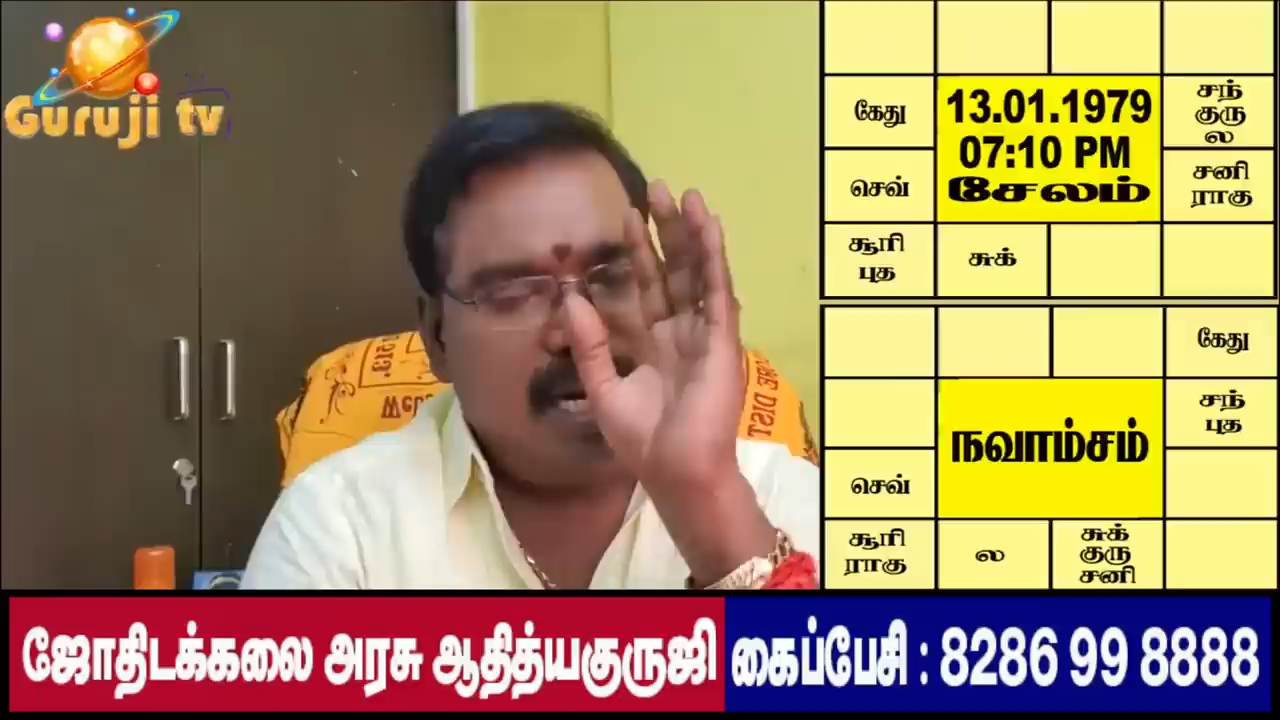 Guruji tv
கேது
13.01.1979
07:10 PM
சேலம்
சந்
குரு
ல
செவ்
சனி
ராகு
சூரி
புத
சுக்
கேது
சந்
புத
நவாம்சம்
செவ்
சூரி
ராகு
ல
சுக்
குரு
சனி
ஜோதிடக்கலை அரசு ஆதித்யகுருஜி
கைப்பேசி : 8286 99 8888